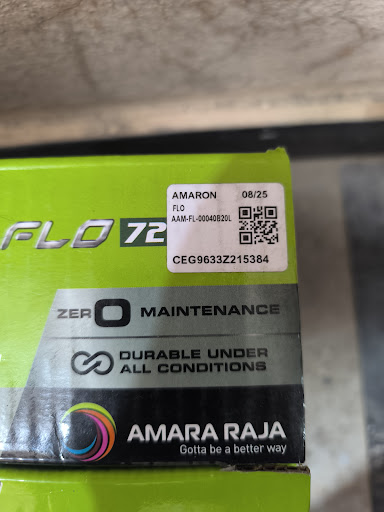 AMARON 08/25
FLO
AAM-FL-00040B20L
CEG9633Z215384
FLO 72
ZERO MAINTENANCE
DURABLE UNDER
ALL CONDITIONS
AMARA RAJA
Gotta be a better way